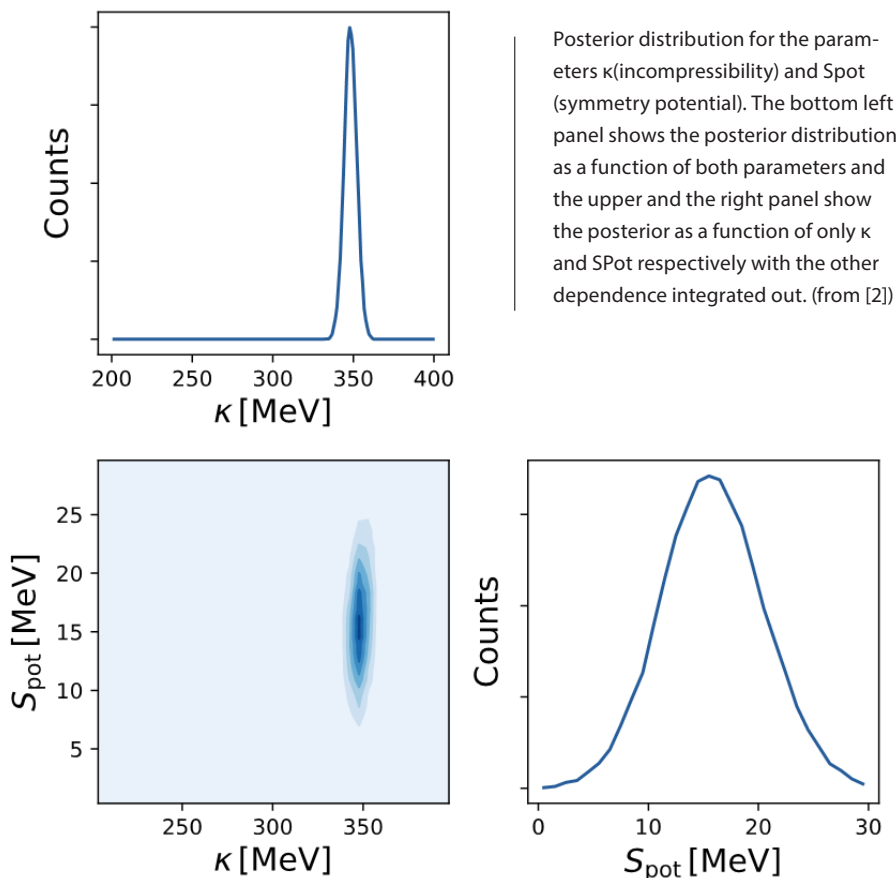 Counts
200 250 300 350 400
κ [MeV]
Posterior distribution for the param-
eters κ(incompressibility) and Spot
(symmetry potential). The bottom left
panel shows the posterior distribution
as a function of both parameters and
the upper and the right panel show
the posterior as a function of only κ
and SPot respectively with the other
dependence integrated out. (from [2])
S_pot [MeV]
25
20
15
10
5
250 300 350
κ [MeV]
Counts
0 10 20 30
S_pot [MeV]